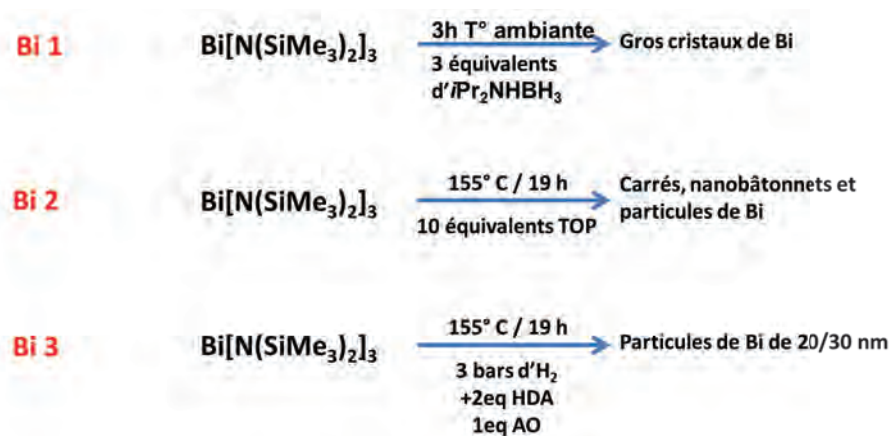 Bi 1
Bi[N(SiMe₃)₂]₃
3h T° ambiante
3 équivalents
d'iPr₂NHBH₃
Gros cristaux de Bi
Bi 2
Bi[N(SiMe₃)₂]₃
155° C / 19 h
10 équivalents TOP
Carrés, nanobâtonnets et
particules de Bi
Bi 3
Bi[N(SiMe₃)₂]₃
155° C / 19 h
3 bars d'H₂
+2eq HDA
1eq AO
Particules de Bi de 20/30 nm